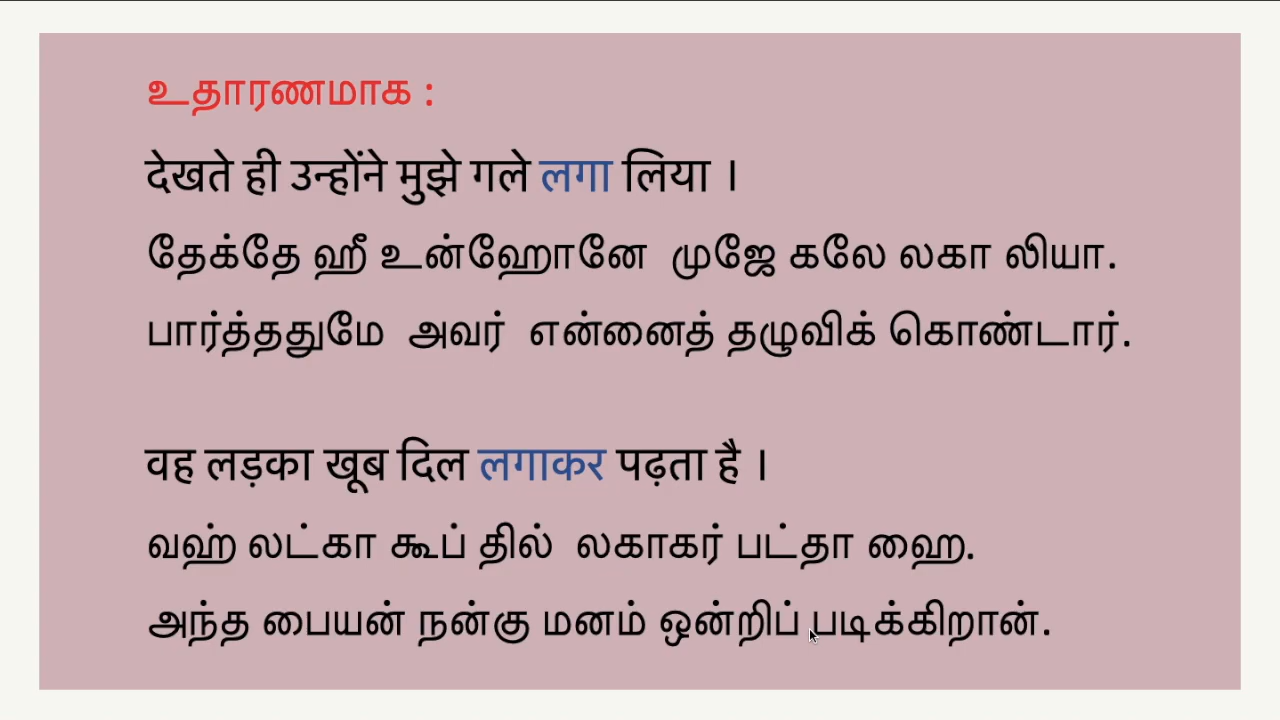 உதாரணமாக :
देखते ही उन्होंने मुझे गले लगा लिया ।
தேக்தே ஹீ உன்ஹோனே முஜே கலே லகா லியா.
பார்த்ததுமே அவர் என்னைத் தழுவிக் கொண்டார்.
वह लड़का खूब दिल लगाकर पढ़ता है ।
வஹ் லட்கா கூப் தில் லகாகர் பட்தா ஹை.
அந்த பையன் நன்கு மனம் ஒன்றிப் படிக்கிறான்.